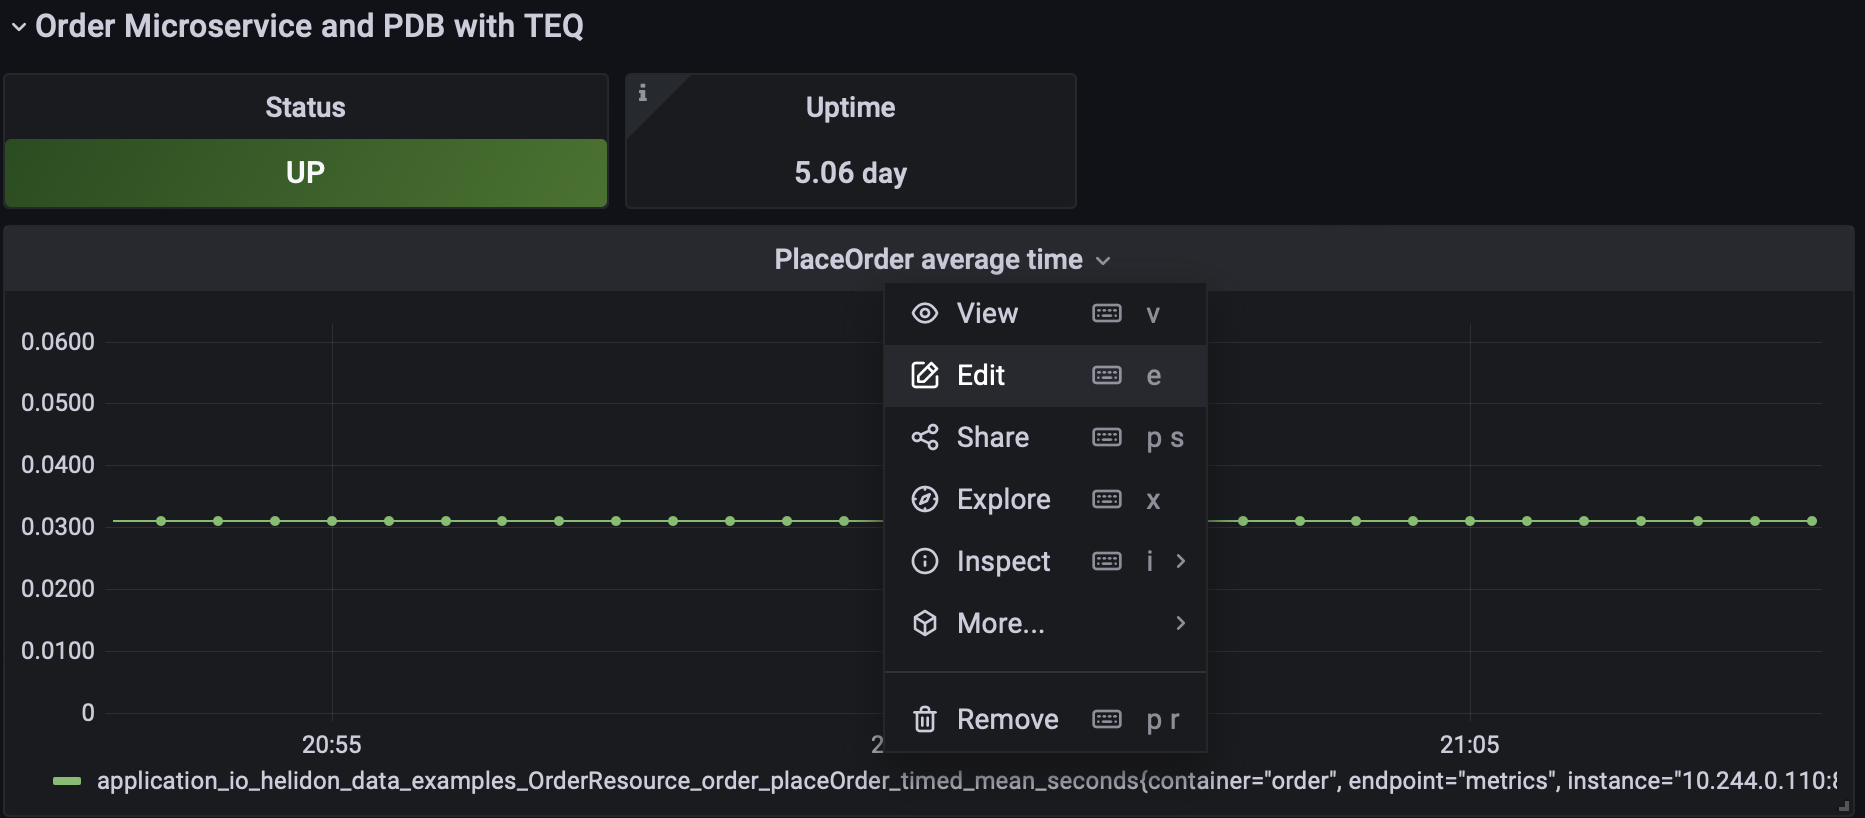 Order Microservice and PDB with TEQ
Status
UP
i
Uptime
5.06 day
PlaceOrder average time
View v
Edit e
Share p s
Explore x
Inspect i
More...
Remove p r
0.0600
0.0500
0.0400
0.0300
0.0200
0.0100
0
20:55
21:05
application_io_helidon_data_examples_OrderResource_order_placeOrder_timed_mean_seconds{container="order", endpoint="metrics", instance="10.244.0.110: